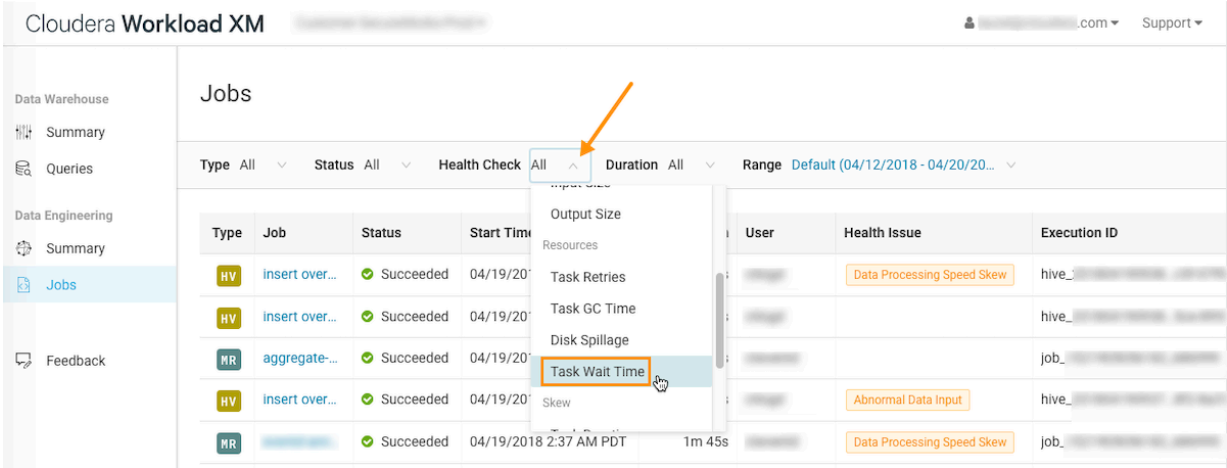 Cloudera Workload XM
.com
Support
Data Warehouse
Summary
Queries
Data Engineering
Summary
Jobs
Feedback
Jobs
Type All Status All Health Check All Duration All Range Default (04/12/2018 - 04/20/20...
Input Size
Output Size
Resources
Task Retries
Task GC Time
Disk Spillage
Task Wait Time
Skew
Type Job Status Start Time User Health Issue Execution ID
HV insert over... Succeeded 04/19/201 s Data Processing Speed Skew hive_
HV insert over... Succeeded 04/19/201 s hive_
MR aggregate-... Succeeded 04/19/201 s job_
HV insert over... Succeeded 04/19/201 Abnormal Data Input hive_
MR Succeeded 04/19/2018 2:37 AM PDT 1m 45s Data Processing Speed Skew job_